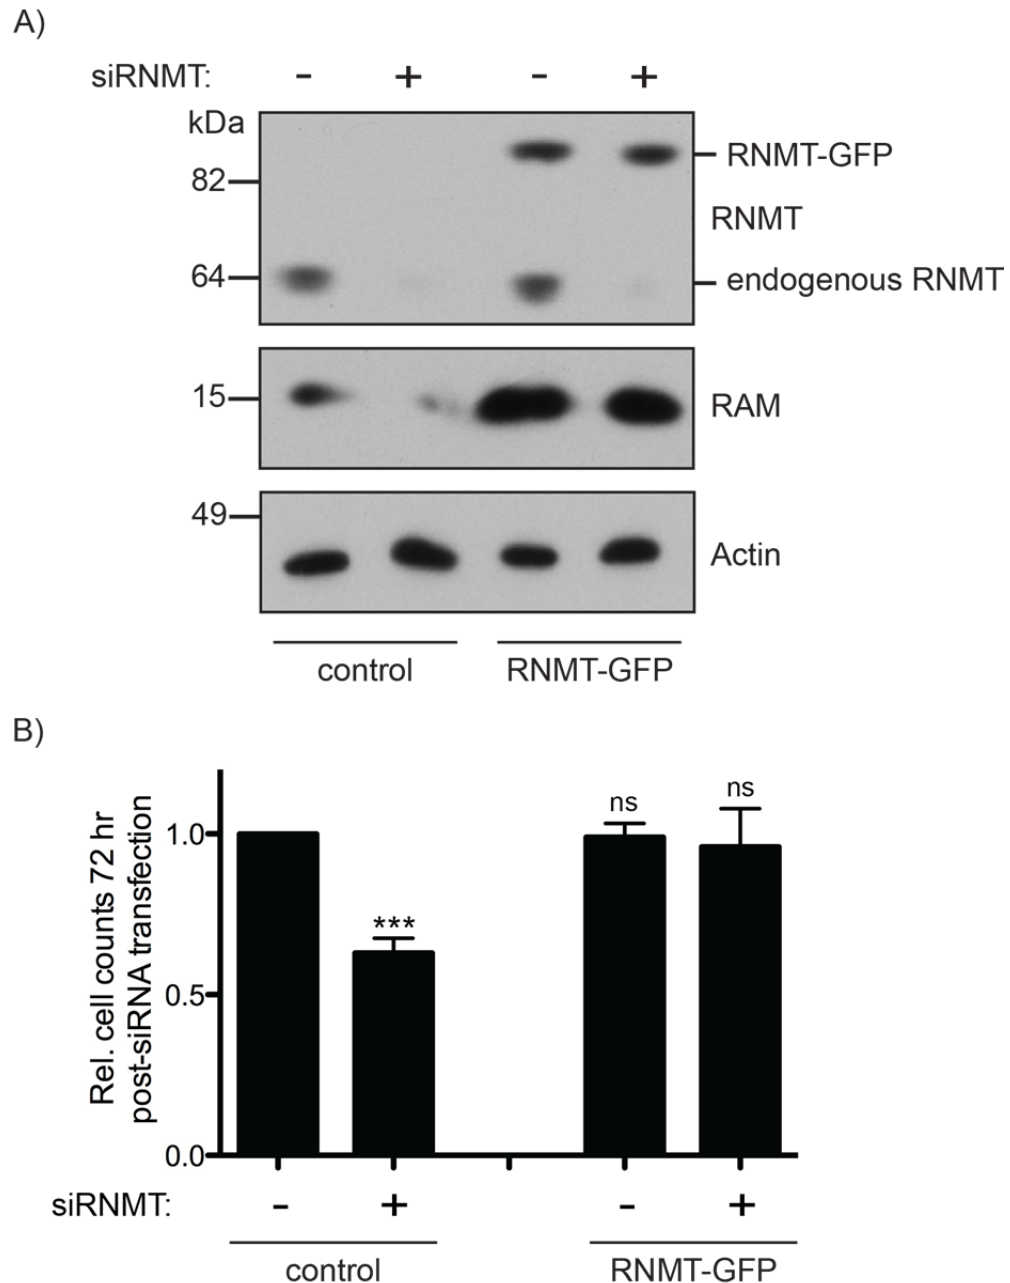 A)
siRNMT: - + - +
kDa
RNMT-GFP
82
RNMT
64
endogenous RNMT
15
RAM
49
Actin
control RNMT-GFP
B)
Rel. cell counts 72 hr
post-siRNA transfection
1.0
0.5
0.0
***
ns
ns
siRNMT: - + - +
control RNMT-GFP